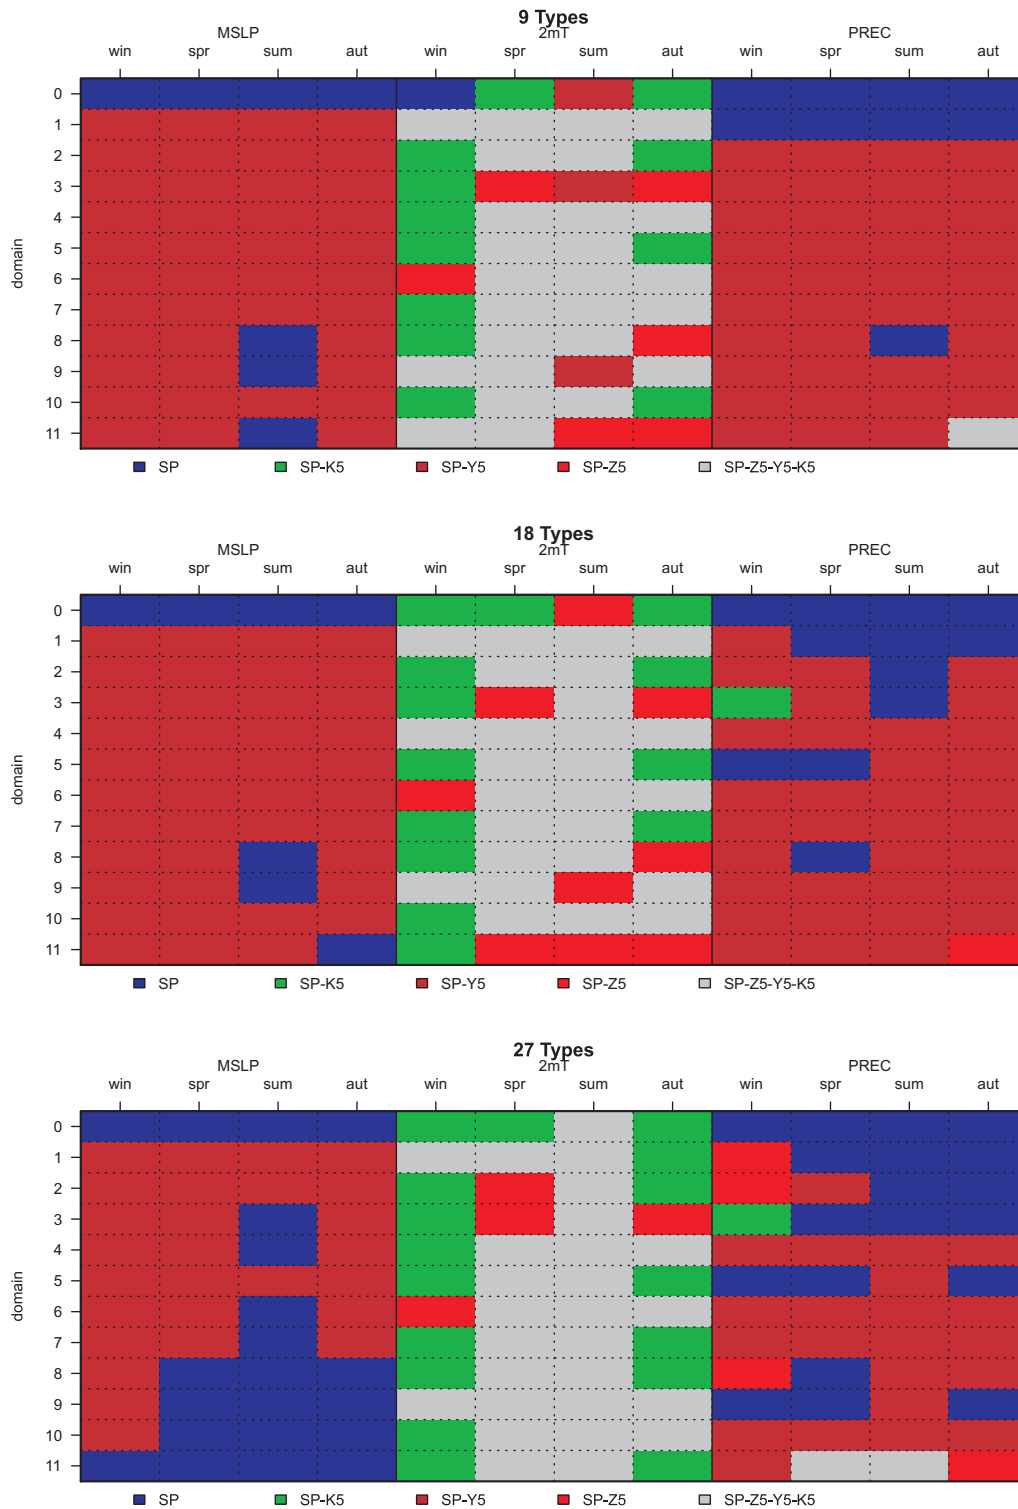 9 Types
MSLP 2mT PREC
win spr sum aut win spr sum aut win spr sum aut
0
1
2
3
4
5
6
7
8
9
10
11
domain
SP SP-K5 SP-Y5 SP-Z5 SP-Z5-Y5-K5
18 Types
MSLP 2mT PREC
win spr sum aut win spr sum aut win spr sum aut
0
1
2
3
4
5
6
7
8
9
10
11
domain
SP SP-K5 SP-Y5 SP-Z5 SP-Z5-Y5-K5
27 Types
MSLP 2mT PREC
win spr sum aut win spr sum aut win spr sum aut
0
1
2
3
4
5
6
7
8
9
10
11
domain
SP SP-K5 SP-Y5 SP-Z5 SP-Z5-Y5-K5